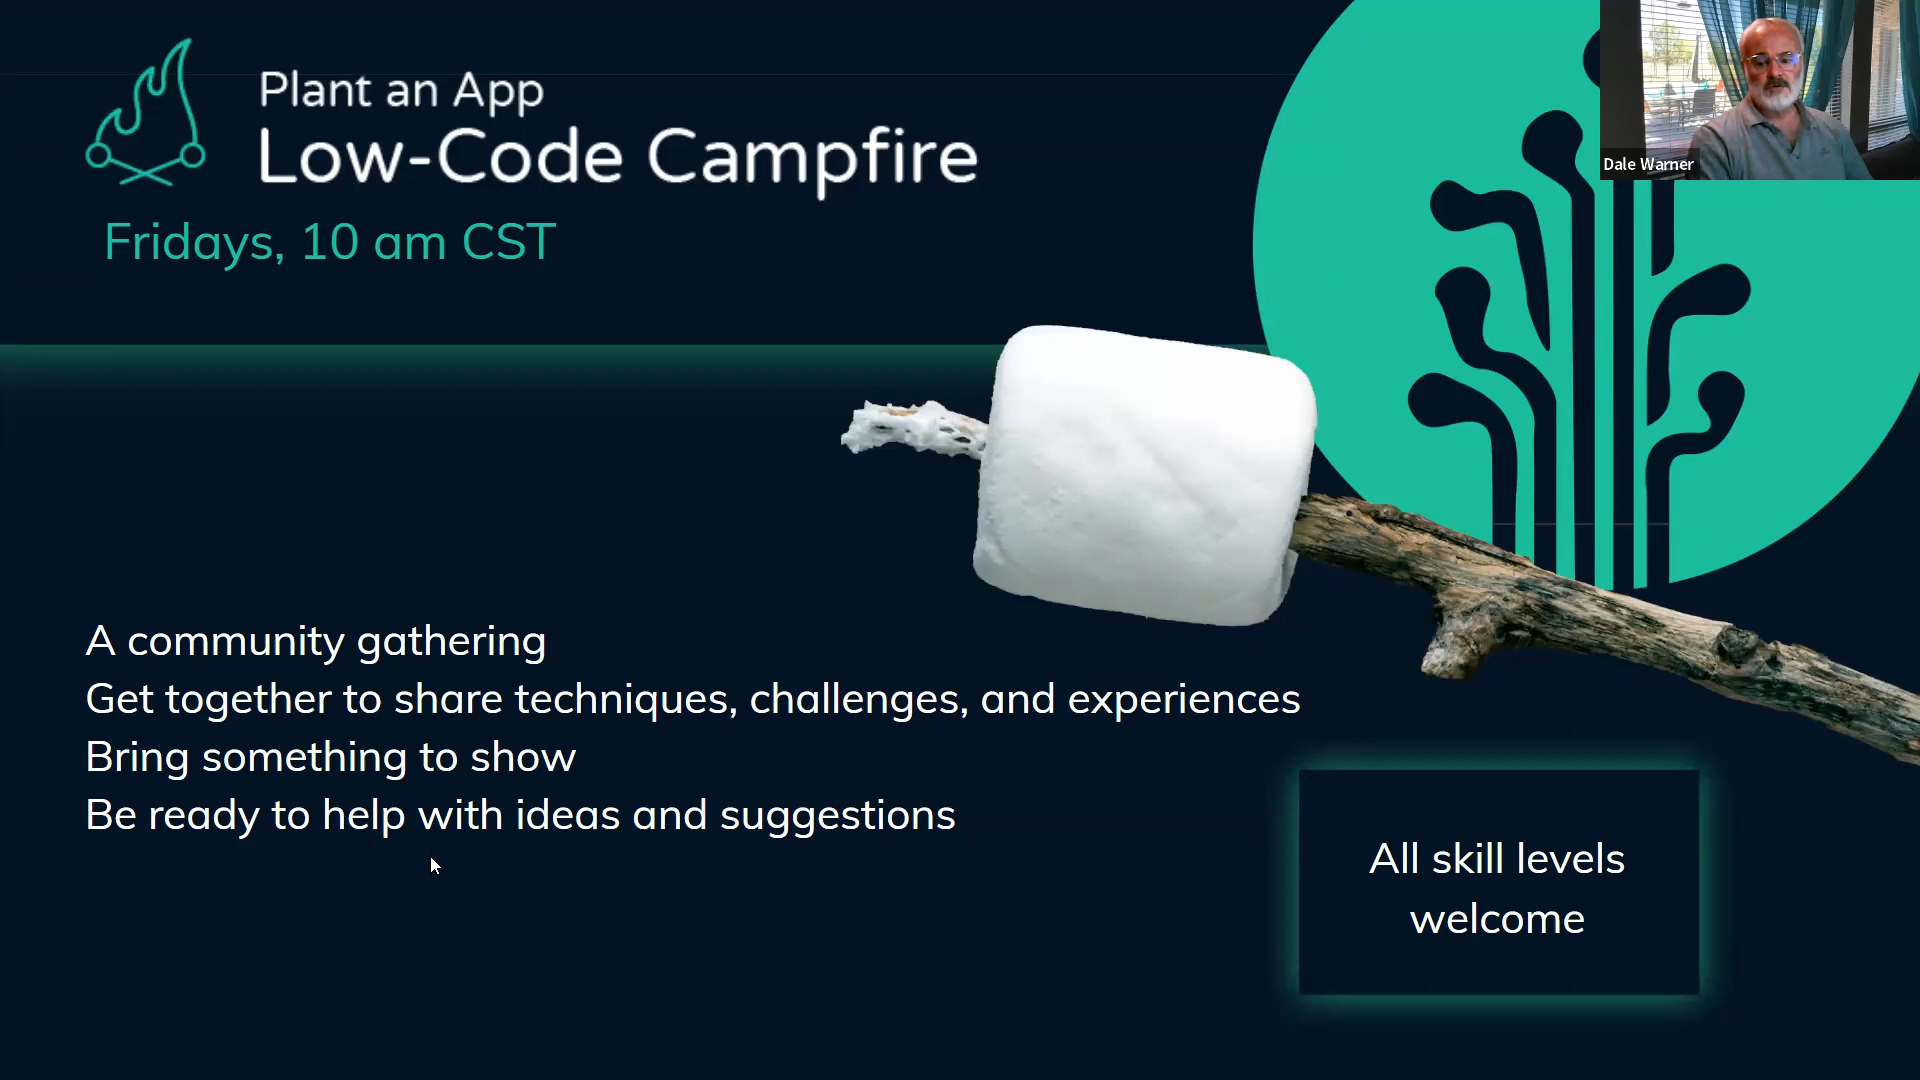 Plant an App
Low-Code Campfire
Fridays, 10 am CST
Dale Warner
A community gathering
Get together to share techniques, challenges, and experiences
Bring something to show
Be ready to help with ideas and suggestions
All skill levels
welcome